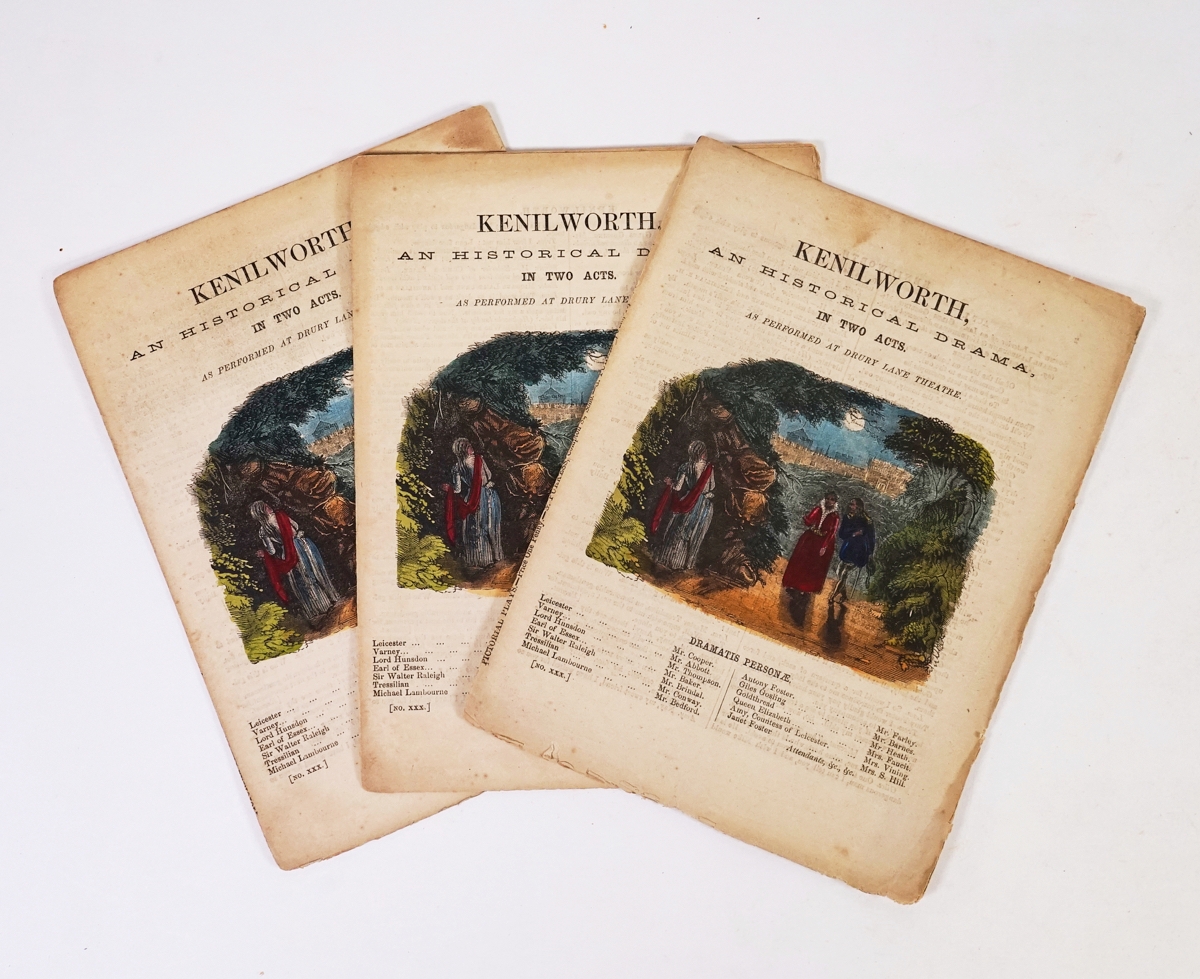 KENILWORTH
AN HISTORICAL
IN TWO ACTS.
AS PERFORMED AT DRURY LAN
Leicester ... ... ...
Varney... ... ...
Lord Hunsdon ...
Earl of Essex...
Sir Walter Raleigh
Tressilian ...
Michael Lambourne
[NO. XXX.]
KENILWORTH,
AN HISTORICAL D
IN TWO ACTS.
AS PERFORMED AT DRURY LANE
Leicester ... ... ...
Varney... ... ...
Lord Hunsdon ...
Earl of Essex...
Sir Walter Raleigh
Tressilian ... ...
Michael Lambourne
[NO. XXX.]
PICTORIAL PLAYS.
KENILWORTH,
AN HISTORICAL DRAMA,
IN TWO ACTS.
AS PERFORMED AT DRURY LANE THEATRE.
DRAMATIS PERSONÆ.
Leicester ... ... ... ... Mr. Cooper.
Varney... ... ... ... Mr. Abbott.
Lord Hunsdon ... ... ... Mr. Thompson.
Earl of Essex ... ... ... Mr. Baker.
Sir Walter Raleigh ... ... Mr. Brindal.
Tressilian ... ... ... Mr. Conway.
Michael Lambourne ... ... Mr. Bedford.
[NO. XXX.]
Antony Foster. ... ... Mr. Farley.
Giles Gosling ... ... Mr. Barnes.
Goldthread ... ... ... Mr. Heath.
Queen Elizabeth ... ... Mrs. Faucit.
Amy, Countess of Leicester. ... Mrs. Vining.
Janet Foster ... ... ... Mrs. S. Hill.
Attendants, &c., &c.